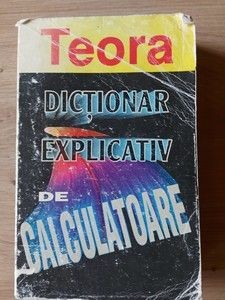 Teora
DICȚIONAR
EXPLICATIV
DE
CALCULATOARE